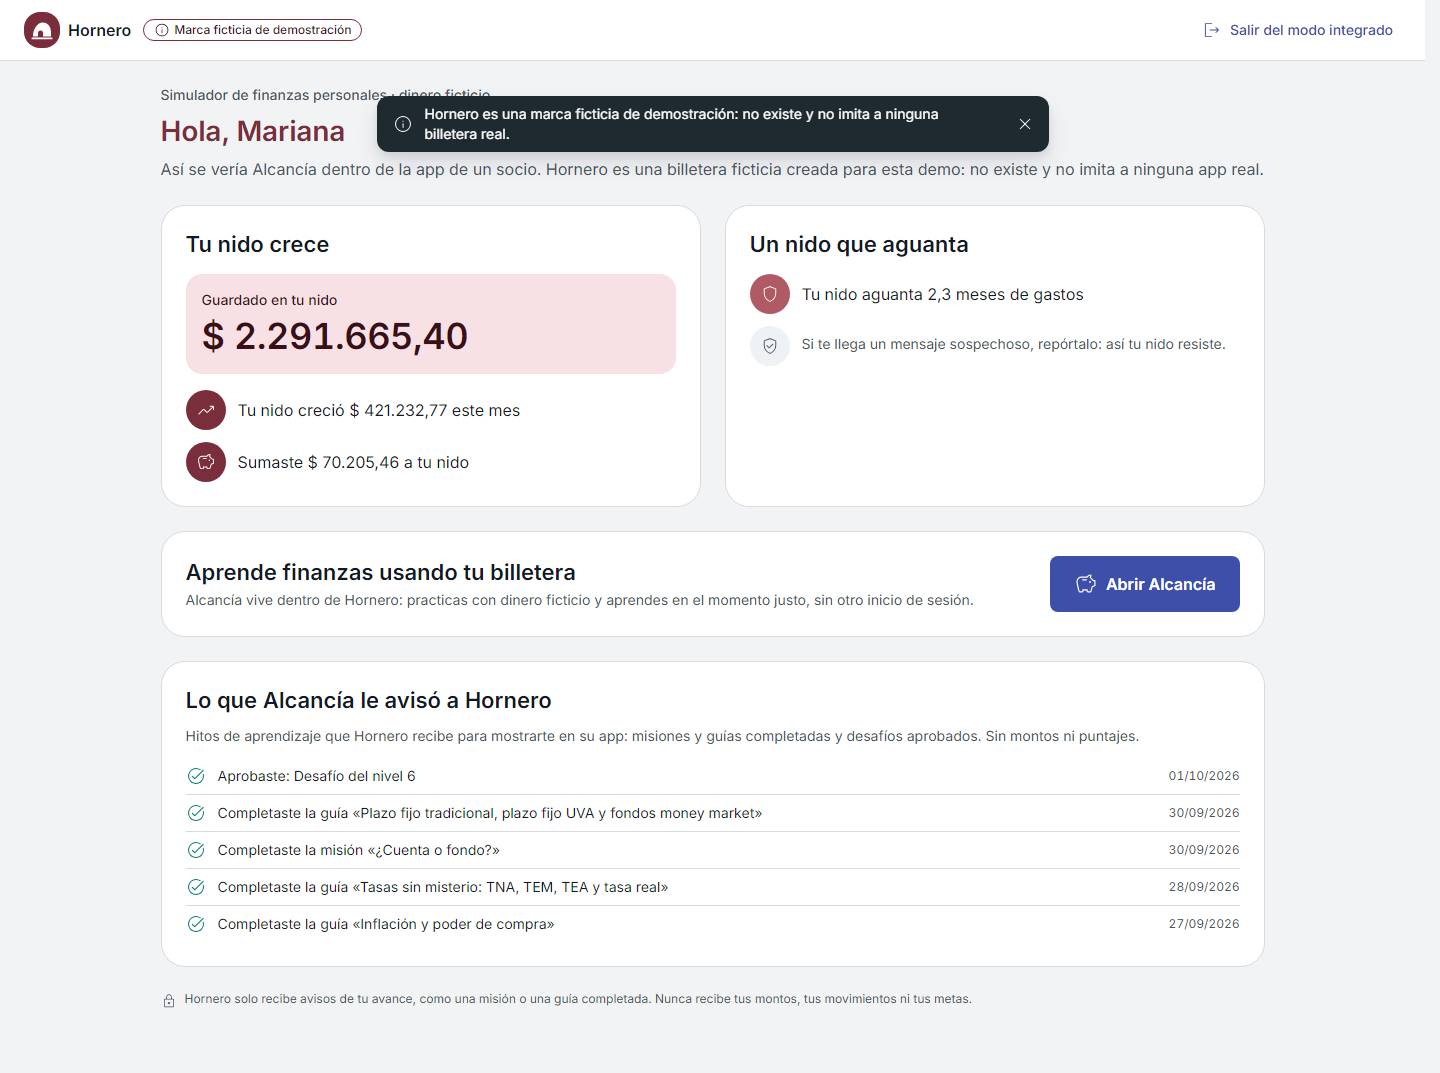 Hornero
Marca ficticia de demostración
Salir del modo integrado
Simulador de finanzas personales · dinero ficticio
Hornero es una marca ficticia de demostración: no existe y no imita a ninguna
billetera real.
Hola, Mariana
Así se vería Alcancía dentro de la app de un socio. Hornero es una billetera ficticia creada para esta demo: no existe y no imita a ninguna app real.
Tu nido crece
Guardado en tu nido
$ 2.291.665,40
Tu nido creció $ 421.232,77 este mes
Sumaste $ 70.205,46 a tu nido
Un nido que aguanta
Tu nido aguanta 2,3 meses de gastos
Si te llega un mensaje sospechoso, repórtalo: así tu nido resiste.
Aprende finanzas usando tu billetera
Alcancía vive dentro de Hornero: practicas con dinero ficticio y aprendes en el momento justo, sin otro inicio de sesión.
Abrir Alcancía
Lo que Alcancía le avisó a Hornero
Hitos de aprendizaje que Hornero recibe para mostrarte en su app: misiones y guías completadas y desafíos aprobados. Sin montos ni puntajes.
Aprobaste: Desafío del nivel 6 01/10/2026
Completaste la guía «Plazo fijo tradicional, plazo fijo UVA y fondos money market» 30/09/2026
Completaste la misión «¿Cuenta o fondo?» 30/09/2026
Completaste la guía «Tasas sin misterio: TNA, TEM, TEA y tasa real» 28/09/2026
Completaste la guía «Inflación y poder de compra» 27/09/2026
Hornero solo recibe avisos de tu avance, como una misión o una guía completada. Nunca recibe tus montos, tus movimientos ni tus metas.